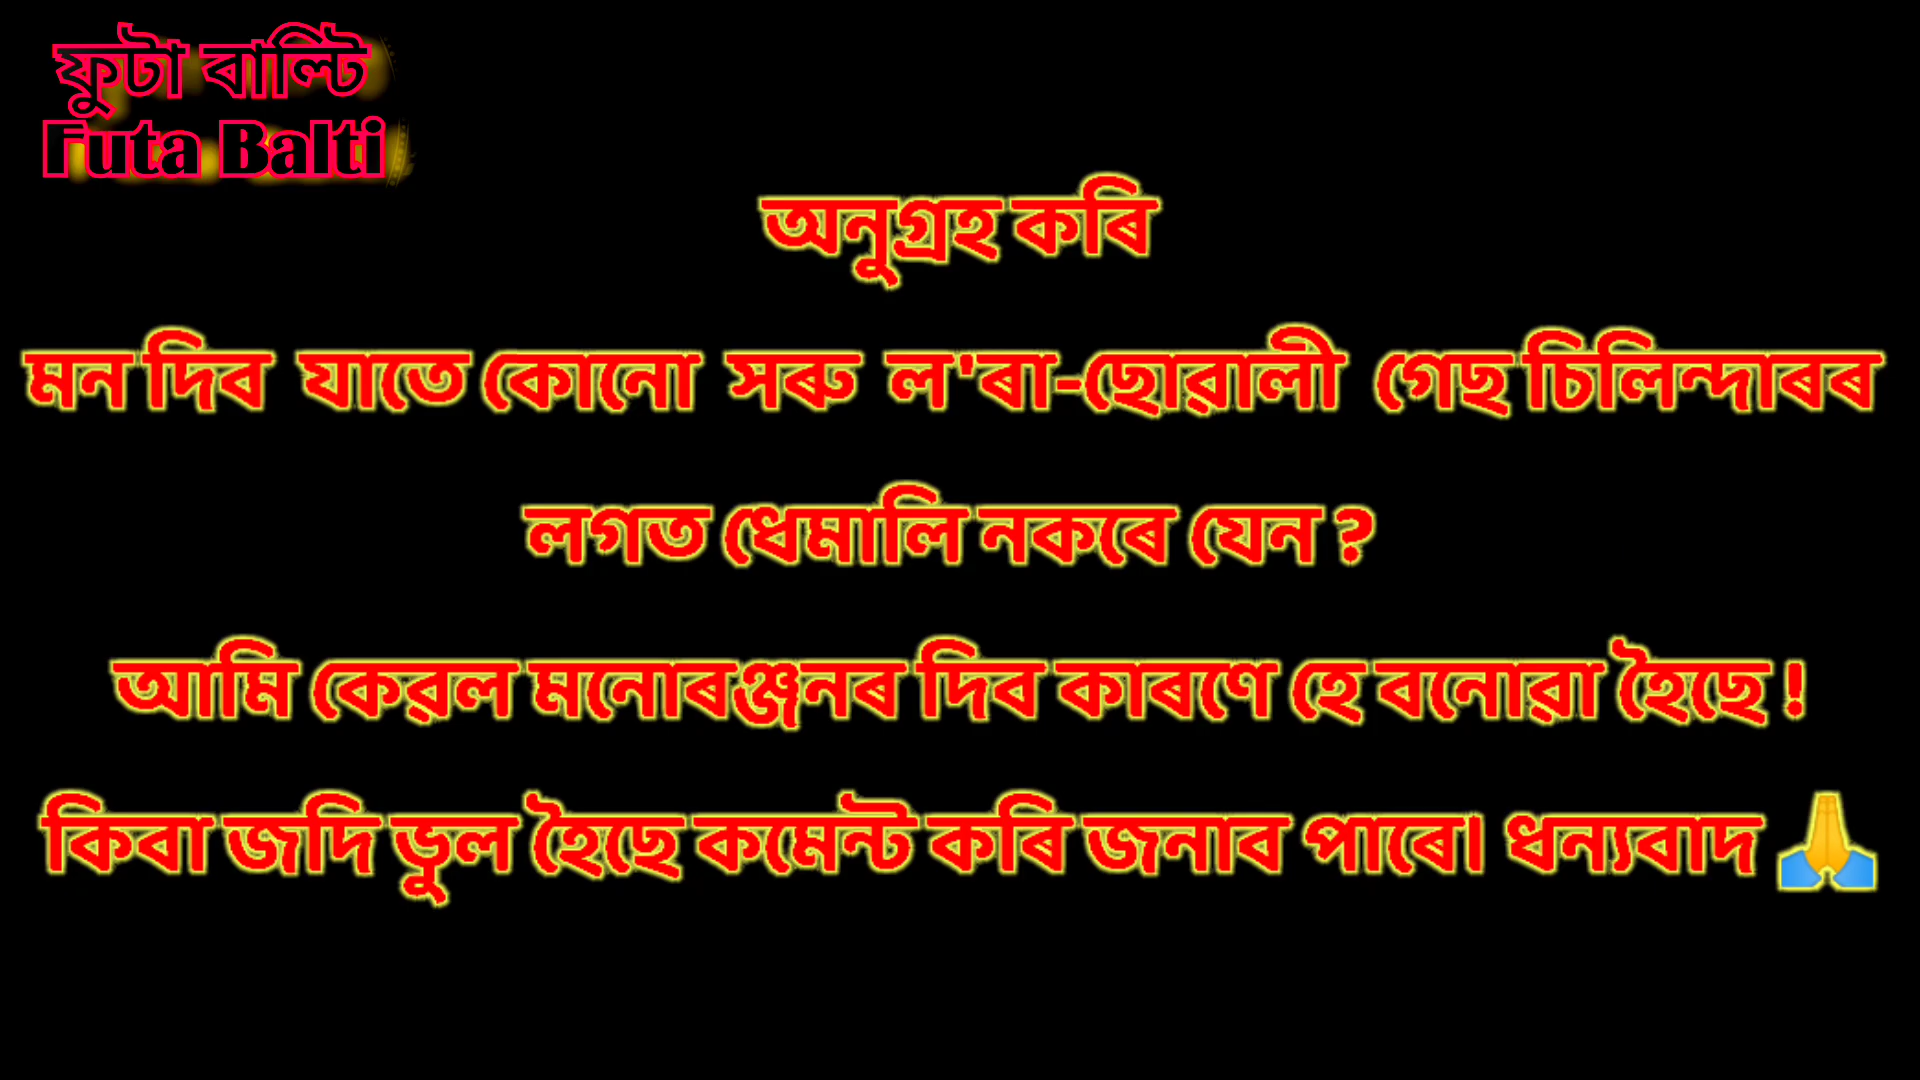 ফুটা বাল্টি
Futa Balti
অনুগ্ৰহ কৰি
মন দিব যাতে কোনো সৰু ল'ৰা-ছোৱালী গেছ চিলিন্দাৰৰ
লগত ধেমালি নকৰে যেন ?
আমি কেৱল মনোৰঞ্জনৰ দিব কাৰণে হে বনোৱা হৈছে !
কিবা জদি ভুল হৈছে কমেন্ট কৰি জনাব পাৰে। ধন্যবাদ 🙏